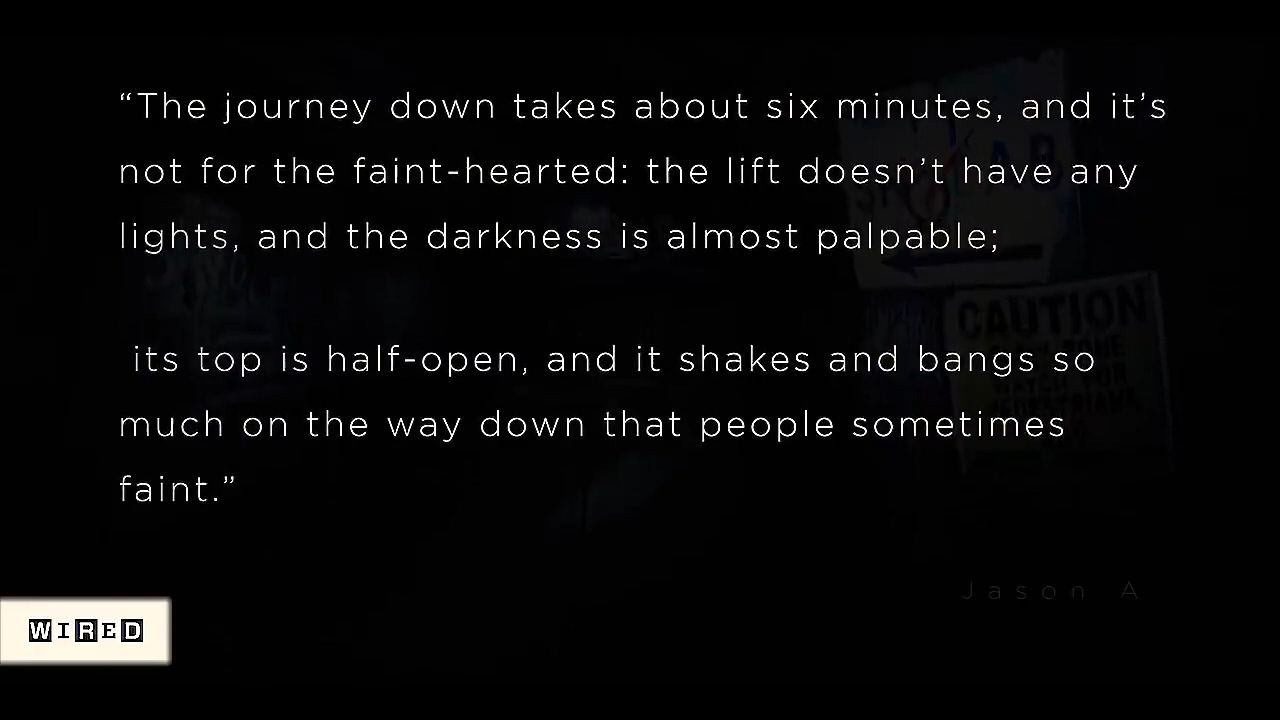 “The journey down takes about six minutes, and it’s
not for the faint-hearted: the lift doesn’t have any
lights, and the darkness is almost palpable;
its top is half-open, and it shakes and bangs so
much on the way down that people sometimes
faint.”
CAUTION
Jason A
WIRED